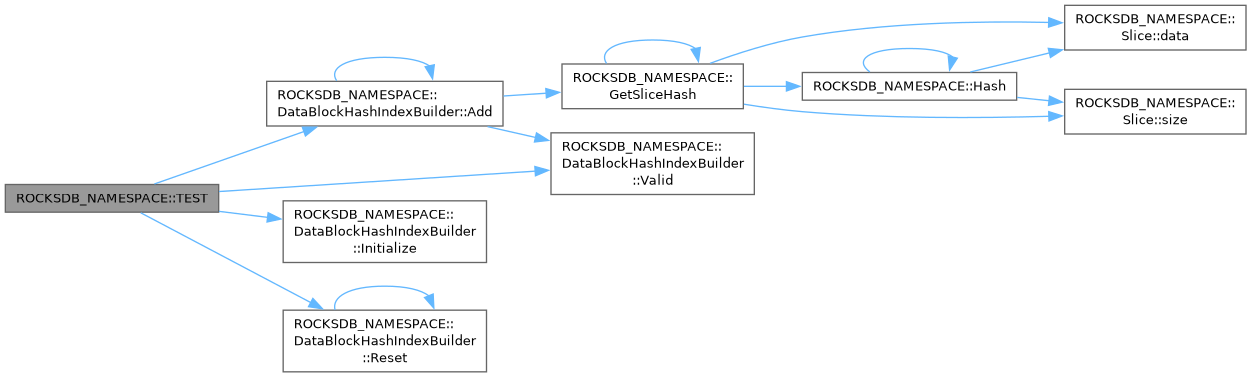 ROCKSDB_NAMESPACE::TEST
ROCKSDB_NAMESPACE::
DataBlockHashIndexBuilder::Add
ROCKSDB_NAMESPACE::
GetSliceHash
ROCKSDB_NAMESPACE::Hash
ROCKSDB_NAMESPACE::
Slice::data
ROCKSDB_NAMESPACE::
Slice::size
ROCKSDB_NAMESPACE::
DataBlockHashIndexBuilder
::Valid
ROCKSDB_NAMESPACE::
DataBlockHashIndexBuilder
::Initialize
ROCKSDB_NAMESPACE::
DataBlockHashIndexBuilder
::Reset